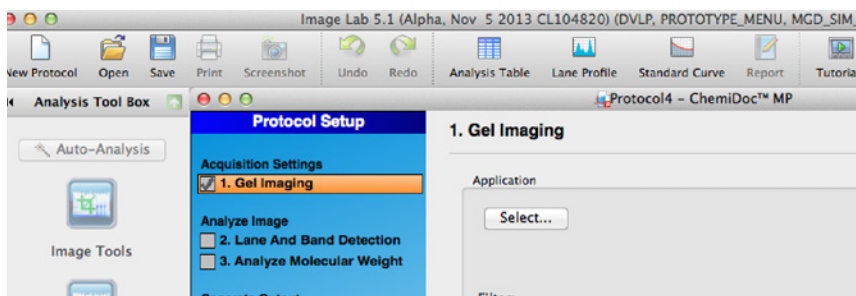 Image Lab 5.1 (Alpha, Nov 5 2013 CL104820) (DVLP, PROTOTYPE_MENU, MGD_SIM_
New Protocol Open Save Print Screenshot Undo Redo Analysis Table Lane Profile Standard Curve Report Tutoria
Analysis Tool Box
Protocol4 - ChemiDoc™ MP
Auto-Analysis
Image Tools
Protocol Setup
Acquisition Settings
1. Gel Imaging
Analyze Image
2. Lane And Band Detection
3. Analyze Molecular Weight
1. Gel Imaging
Application
Select...